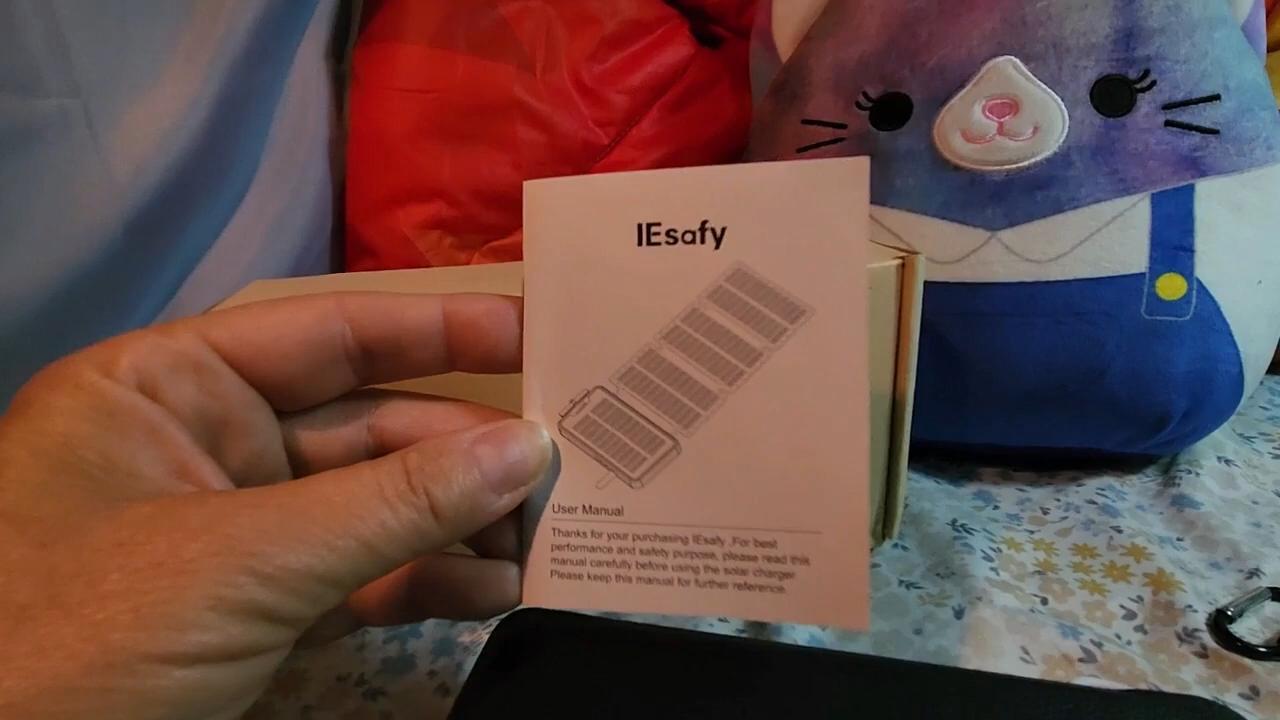 IEsafy
User Manual
Thanks for your purchasing IEsafy .For best
performance and safety purpose, please read this
manual carefully before using the solar charger
Please keep this manual for further reference.